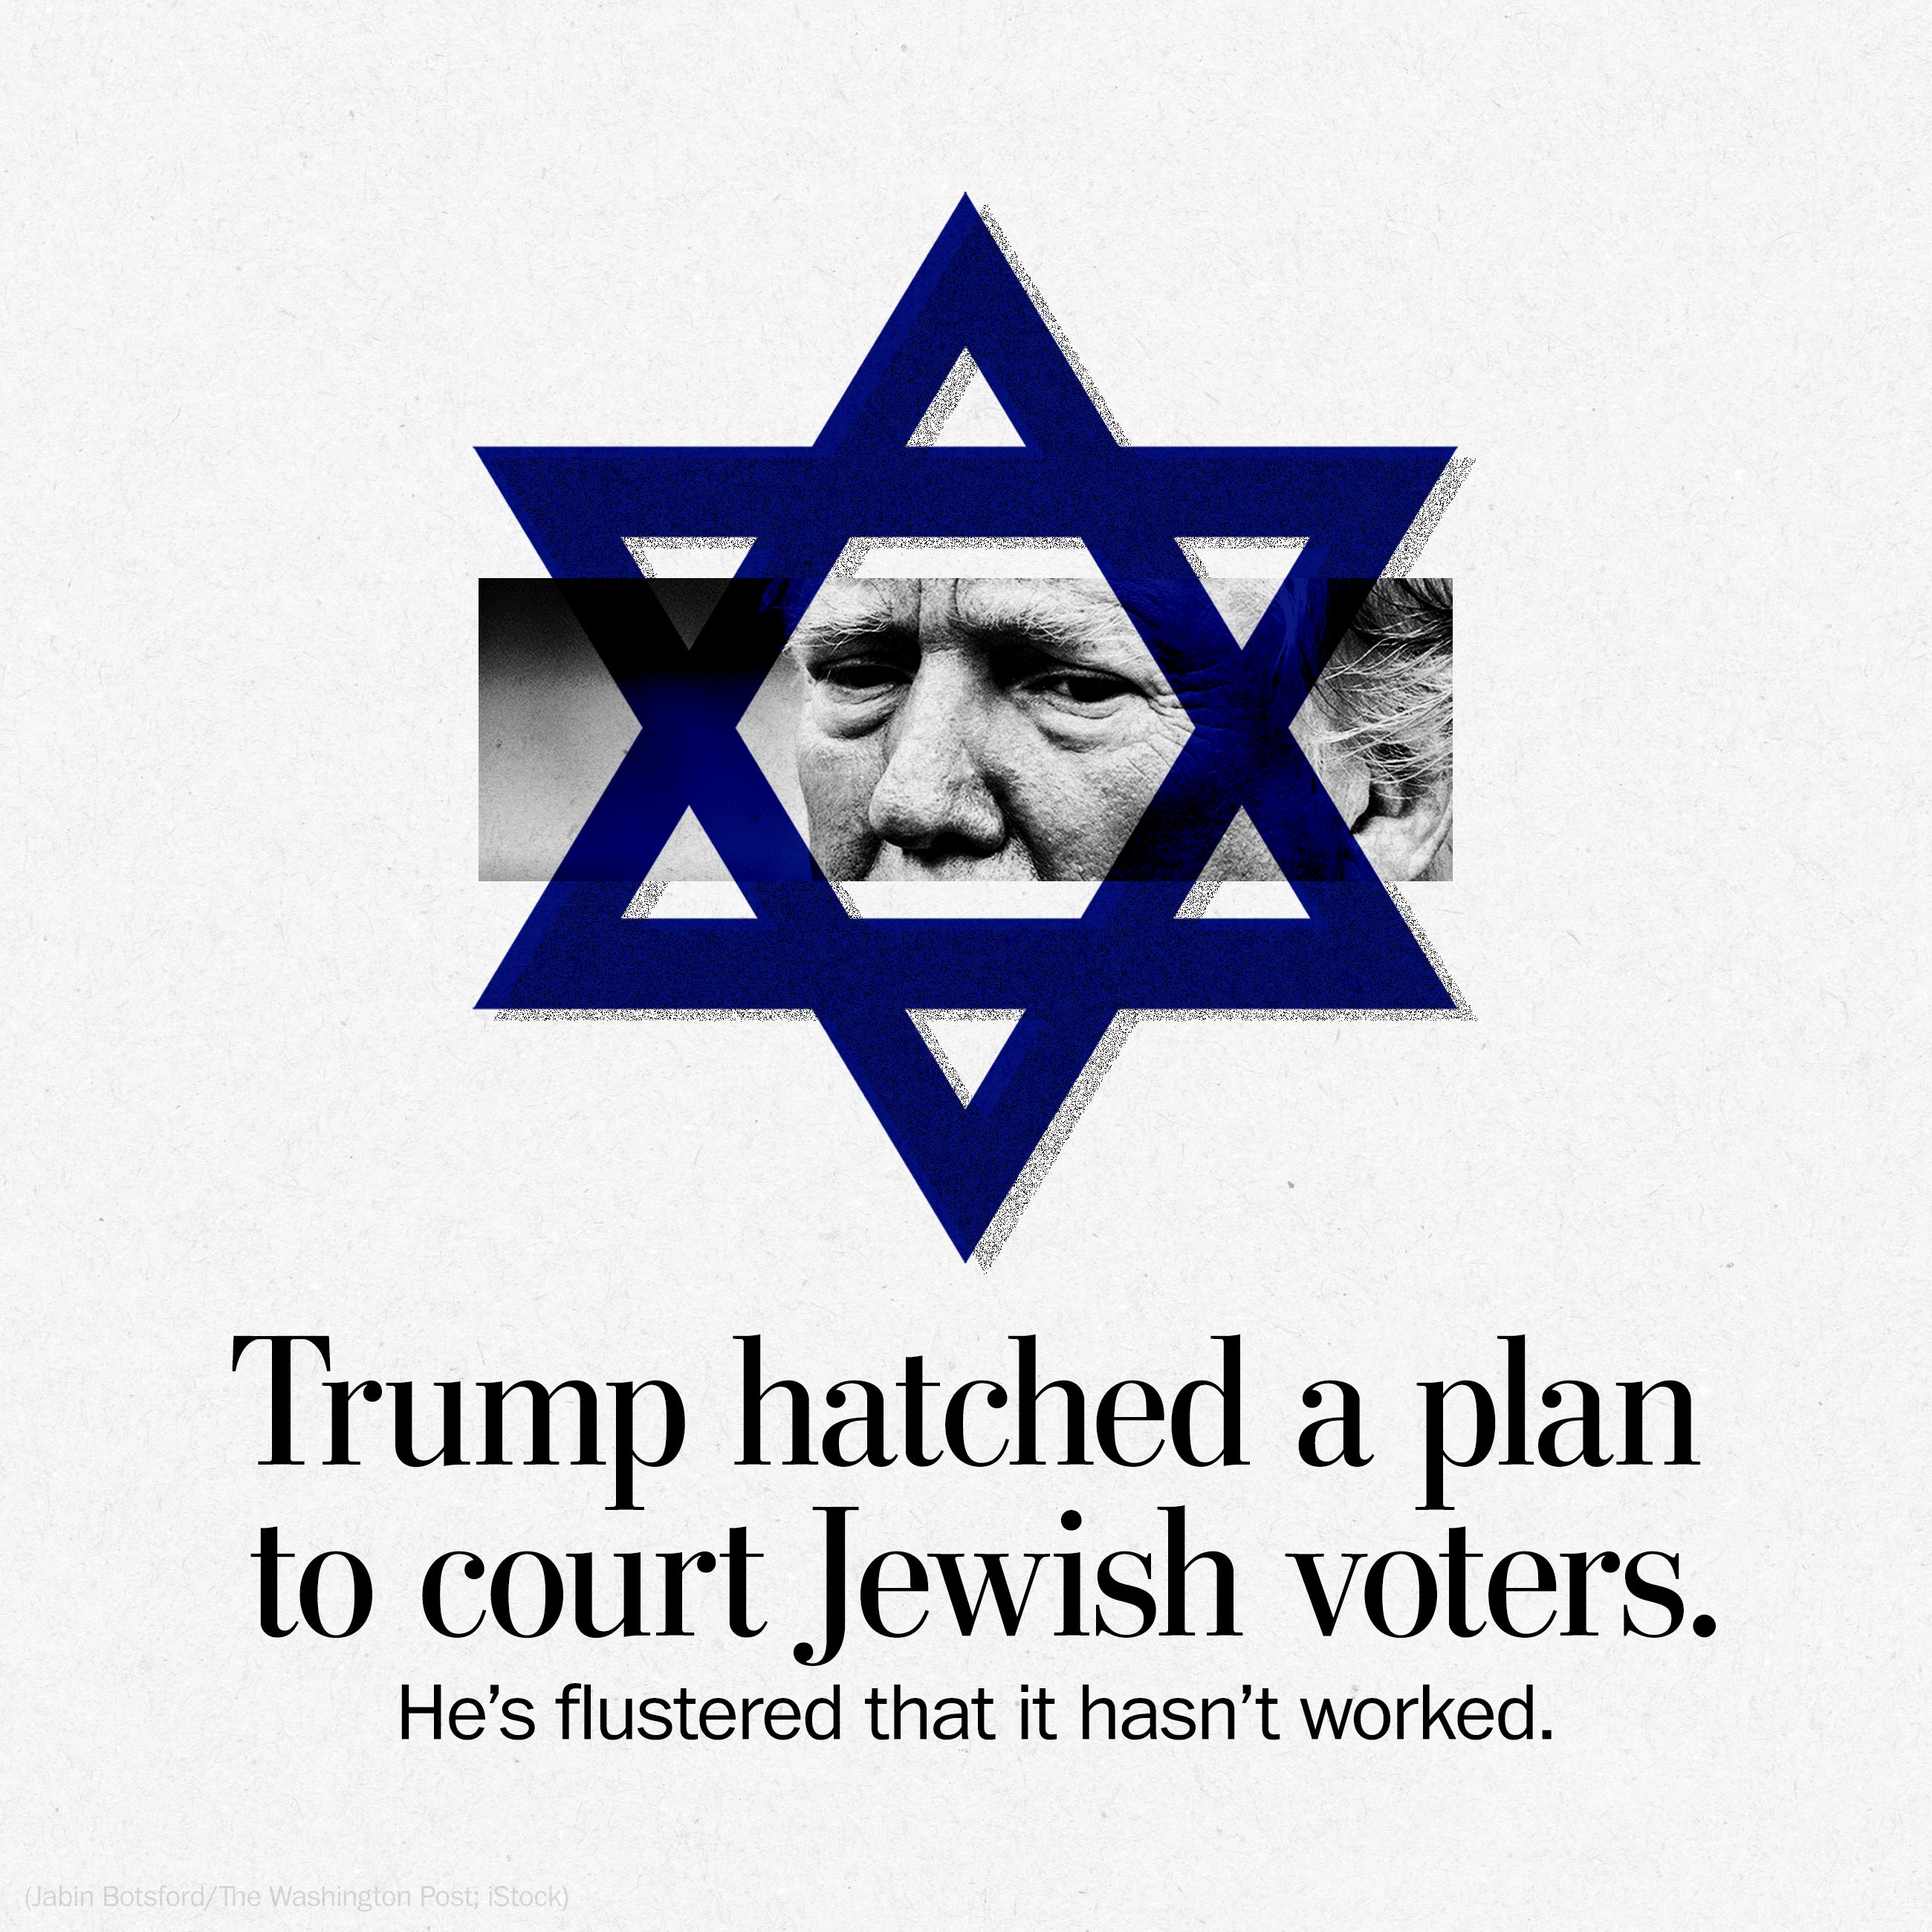 Trump hatched a plan
to court Jewish voters.
He’s flustered that it hasn’t worked.
(Jabin Botsford/The Washington Post; iStock)